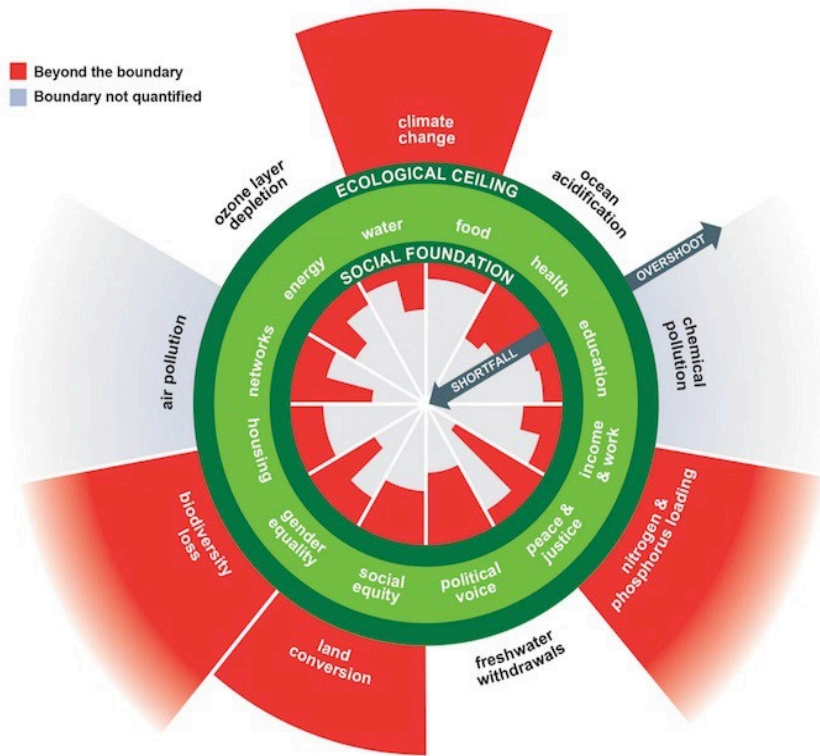 Beyond the boundary
Boundary not quantified
climate
change
ozone layer
depletion
ocean
acidification
ECOLOGICAL CEILING
water
food
energy
health
SOCIAL FOUNDATION
OVERSHOOT
SHORTFALL
networks
education
air pollution
chemical
pollution
housing
income
& work
gender
equality
peace &
justice
social
equity
political
voice
biodiversity
loss
nitrogen &
phosphorus loading
land
conversion
freshwater
withdrawals